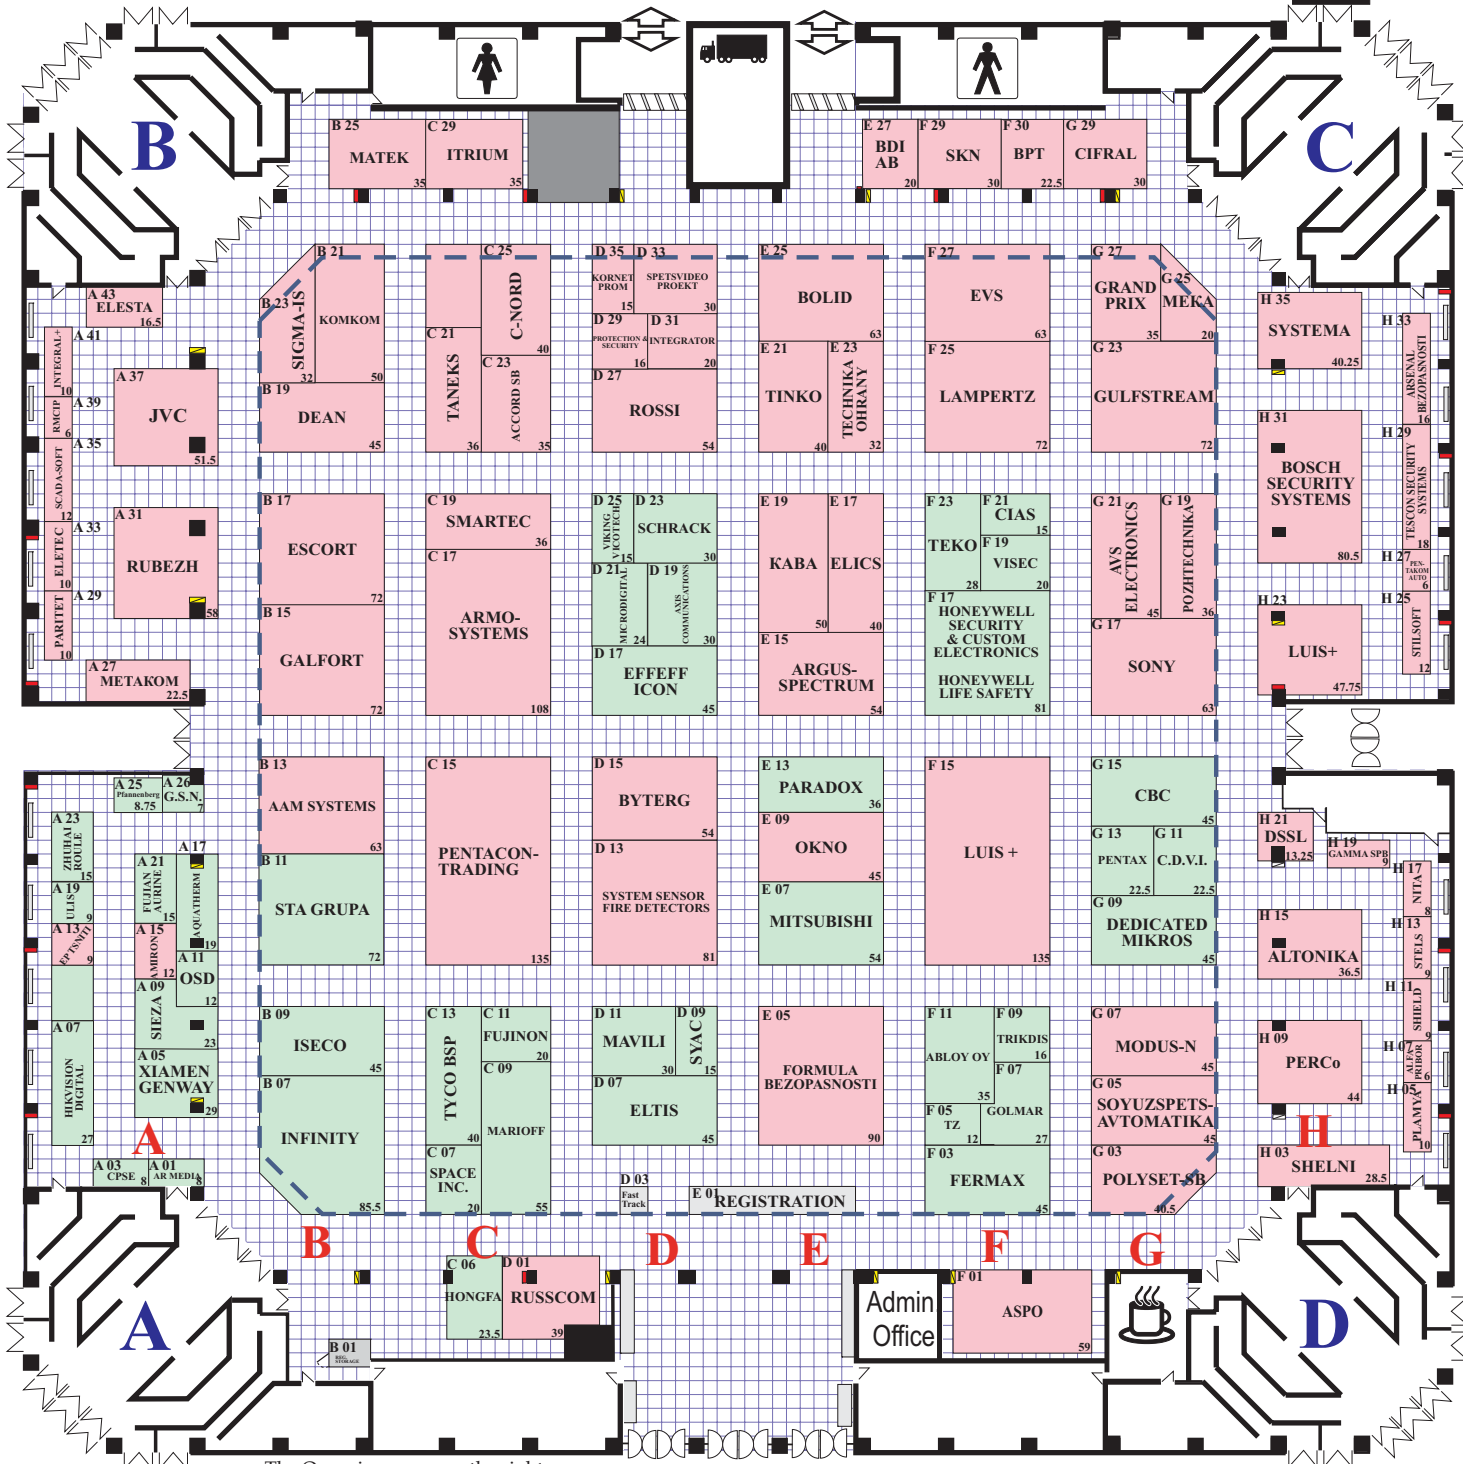 B
C
B 25
MATEK
35
C 29
ITRIUM
35
E 27
BDI
AB
20
F 29
SKN
30
F 30
BPT
22.5
G 29
CIFRAL
30
A 43
ELESTA
16.5
A 41
INTEGRAL+
10
A 39
RMCIP
6
A 37
JVC
51.5
A 35
SCADA-SOFT
12
A 33
ELETEC
10
A 31
RUBEZH
58
A 29
PARITET
10
A 27
METAKOM
22.5
B 23
SIGMA-IS
32
B 21
KOMKOM
50
B 19
DEAN
45
C 21
TANEKS
36
C 25
C-NORD
40
C 23
ACCORD SB
35
D 35
KORNET
PROM
15
D 33
SPETSVIDEO
PROEKT
30
D 29
PROTECTION &
SECURITY
16
D 31
INTEGRATOR
20
D 27
ROSSI
54
E 25
BOLID
63
E 21
TINKO
40
E 23
TECHNIKA
OHRANY
32
F 27
EVS
63
F 25
LAMPERTZ
72
G 27
GRAND
PRIX
35
G 25
MEKA
20
G 23
GULFSTREAM
72
H 35
SYSTEMA
40.25
H 33
ARSENAL
BEZOPASNOSTI
16
H 31
BOSCH
SECURITY
SYSTEMS
80.5
H 29
TESCON SECURITY
SYSTEMS
18
H 27
PEN-
TAKOM
AUTO
6
H 25
STILSOFT
12
H 23
LUIS+
47.75
B 17
ESCORT
72
B 15
GALFORT
72
C 19
SMARTEC
36
C 17
ARMO-
SYSTEMS
108
D 25
VIKING
VICOTECH
15
D 23
SCHRACK
30
D 21
MICRODIGITAL
24
D 19
AXIS
COMMUNICATIONS
30
D 17
EFFEFF
ICON
45
E 19
KABA
50
E 17
ELICS
40
E 15
ARGUS-
SPECTRUM
54
F 23
TEKO
28
F 21
CIAS
15
F 19
VISEC
20
F 17
HONEYWELL
SECURITY
& CUSTOM
ELECTRONICS
HONEYWELL
LIFE SAFETY
81
G 21
AVS
ELECTRONICS
45
G 19
POZHTECHNIKA
36
G 17
SONY
63
A 25
Pfannenberg
8.75
A 26
G.S.N.
7
A 23
ZHUHAI
ROULE
15
A 21
FUJIAN
AURINE
15
A 17
AQUATHERM
19
A 19
ULIS
9
A 13
EPTSNITI
9
A 15
AMIRON
12
A 11
OSD
12
A 09
SIEZA
23
A 07
HIKVISION
DIGITAL
27
A 05
XIAMEN
GENWAY
29
A
A 03
CPSE
8
A 01
AR MEDIA
8
B 13
AAM SYSTEMS
63
B 11
STA GRUPA
72
C 15
PENTACON-
TRADING
135
D 15
BYTERG
54
D 13
SYSTEM SENSOR
FIRE DETECTORS
81
E 13
PARADOX
36
E 09
OKNO
45
E 07
MITSUBISHI
54
F 15
LUIS +
135
G 15
CBC
45
G 13
PENTAX
22.5
G 11
C.D.V.I.
22.5
G 09
DEDICATED
MIKROS
45
H 21
DSSL
13.25
H 19
GAMMA SPB
9
H 17
NITA
8
H 15
ALTONIKA
36.5
H 13
STELS
9
H 11
SHIELD
9
H 09
PERCo
44
H 07
ALFA-
PRIBOR
6
H 05
PLAMYA
10
H
H 03
SHELNI
28.5
B 09
ISECO
45
B 07
INFINITY
85.5
C 13
TYCO BSP
40
C 11
FUJINON
20
C 09
MARIOFF
55
C 07
SPACE
INC.
20
D 11
MAVILI
30
D 09
SYAC
15
D 07
ELTIS
45
D 03
Fast
Track
E 05
FORMULA
BEZOPASNOSTI
90
E 01
REGISTRATION
F 11
ABLOY OY
35
F 09
TRIKDIS
16
F 07
GOLMAR
27
F 05
TZ
12
F 03
FERMAX
45
G 07
MODUS-N
45
G 05
SOYUZSPETS-
AVTOMATIKA
45
G 03
POLYSET-SB
40.5
B
C
D
E
F
G
C 06
HONGFA
23.5
D 01
RUSSCOM
39
Admin
Office
F 01
ASPO
59
B 01
REG.
STORAGE
A
D